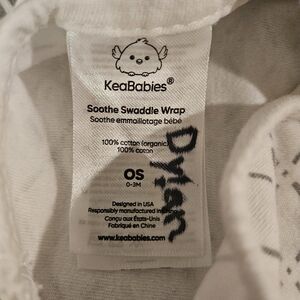 KeaBabies®
Soothe Swaddle Wrap
Soothe emmaillotage bébé
100% cotton (organic)
100% coton
OS
0-3M
Designed in USA
Responsibly manufactured in
Conçu aux États-Unis
Fabriqué en Chine
www.keababies.com
Dylan